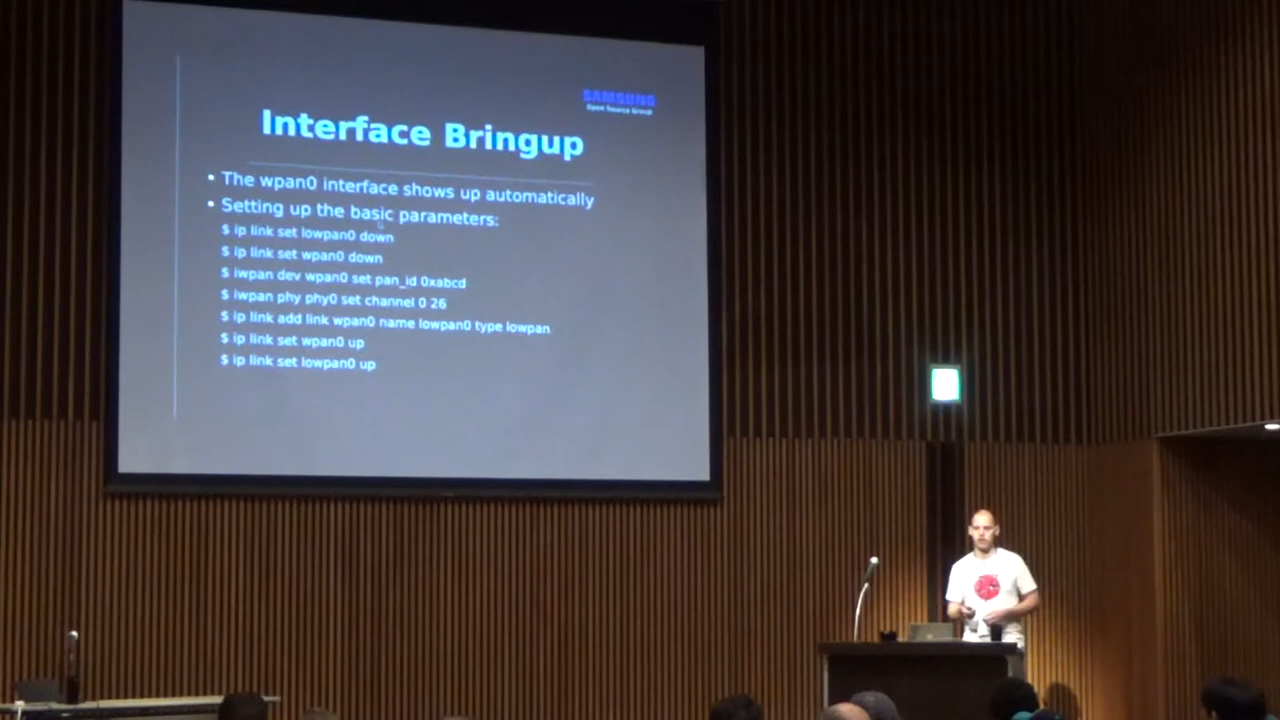 SAMSUNG
Open Source Group
Interface Bringup
• The wpan0 interface shows up automatically
• Setting up the basic parameters:
$ ip link set lowpan0 down
$ ip link set wpan0 down
$ iwpan dev wpan0 set pan_id 0xabcd
$ iwpan phy phy0 set channel 0 26
$ ip link add link wpan0 name lowpan0 type lowpan
$ ip link set wpan0 up
$ ip link set lowpan0 up